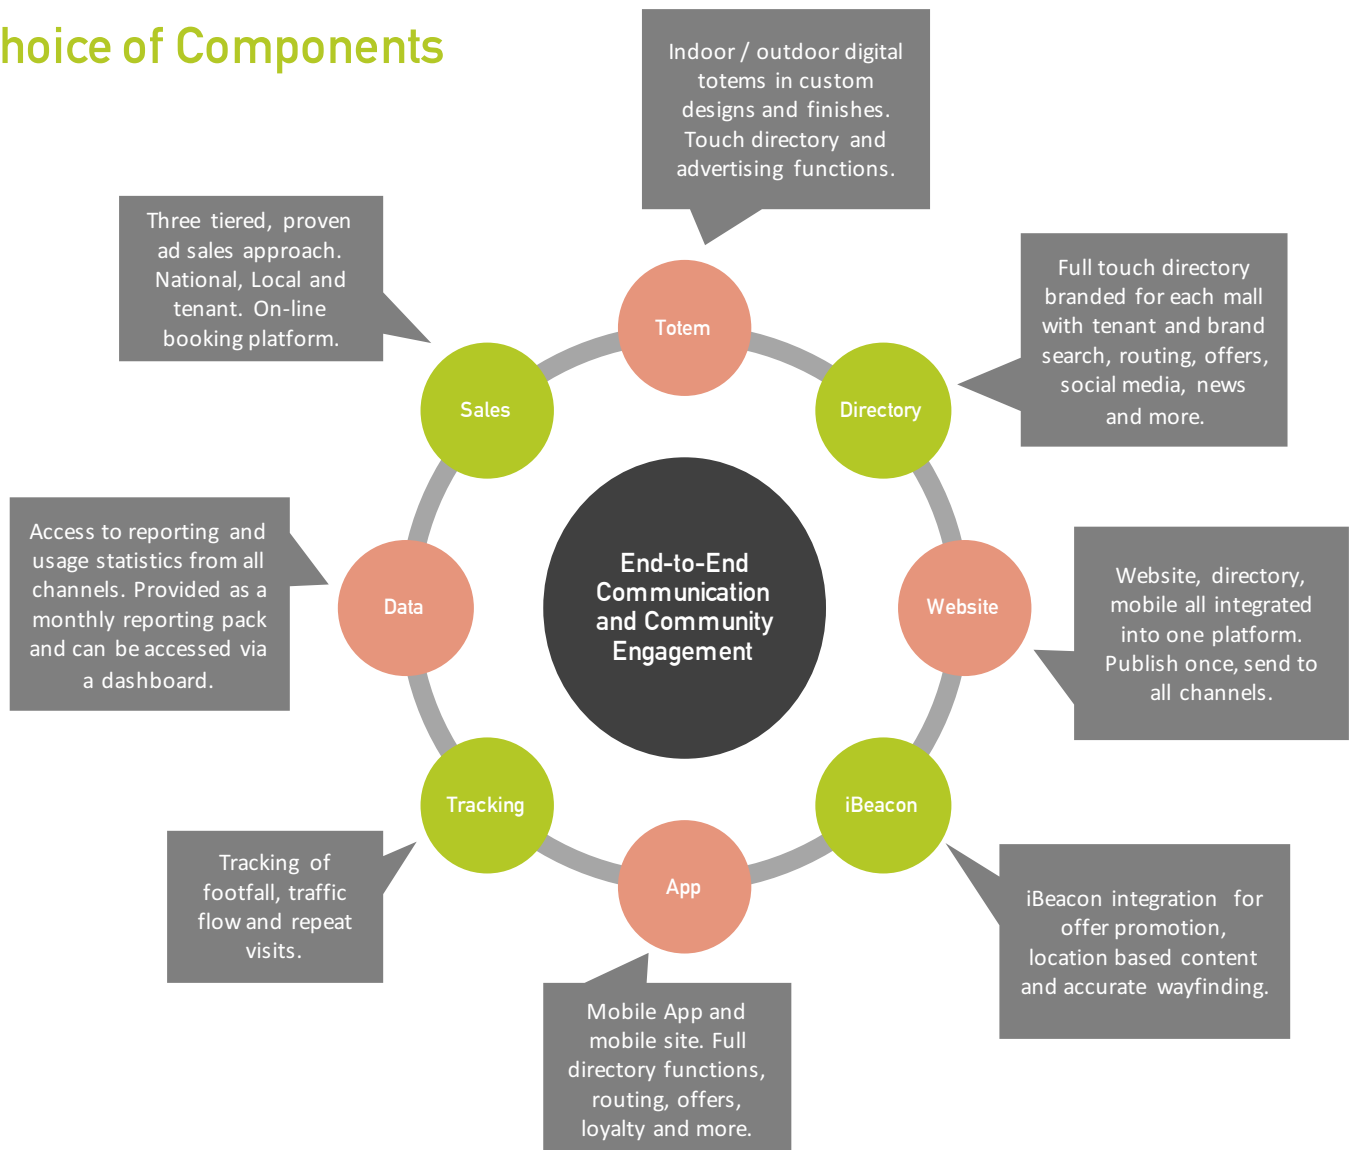 hoice of Components
Indoor / outdoor digital
totems in custom
designs and finishes.
Touch directory and
advertising functions.
Three tiered, proven
ad sales approach.
National, Local and
tenant. On-line
booking platform.
Full touch directory
branded for each mall
with tenant and brand
search, routing, offers,
social media, news
and more.
Totem
Sales
Directory
Access to reporting and
usage statistics from all
channels. Provided as a
monthly reporting pack
and can be accessed via
a dashboard.
Data
End-to-End
Communication
and Community
Engagement
Website
Website, directory,
mobile all integrated
into one platform.
Publish once, send to
all channels.
Tracking
iBeacon
App
Tracking of
footfall, traffic
flow and repeat
visits.
iBeacon integration for
offer promotion,
location based content
and accurate wayfinding.
Mobile App and
mobile site. Full
directory functions,
routing, offers,
loyalty and more.